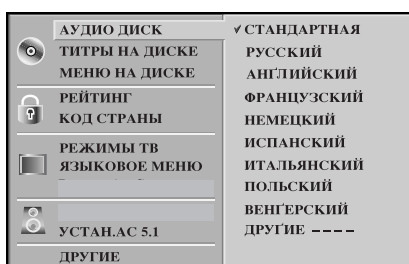 АУДИО ДИСК
ТИТРЫ НА ДИСКЕ
МЕНЮ НА ДИСКЕ
РЕЙТИНГ
КОД СТРАНЫ
РЕЖИМЫ ТВ
ЯЗЫКОВОЕ МЕНЮ
УСТАН.АС 5.1
ДРУГИЕ
✓СТАНДАРТНАЯ
РУССКИЙ
АНГЛИЙСКИЙ
ФРАНЦУЗСКИЙ
НЕМЕЦКИЙ
ИСПАНСКИЙ
ИТАЛЬЯНСКИЙ
ПОЛЬСКИЙ
ВЕНГЕРСКИЙ
ДРУГИЕ ----